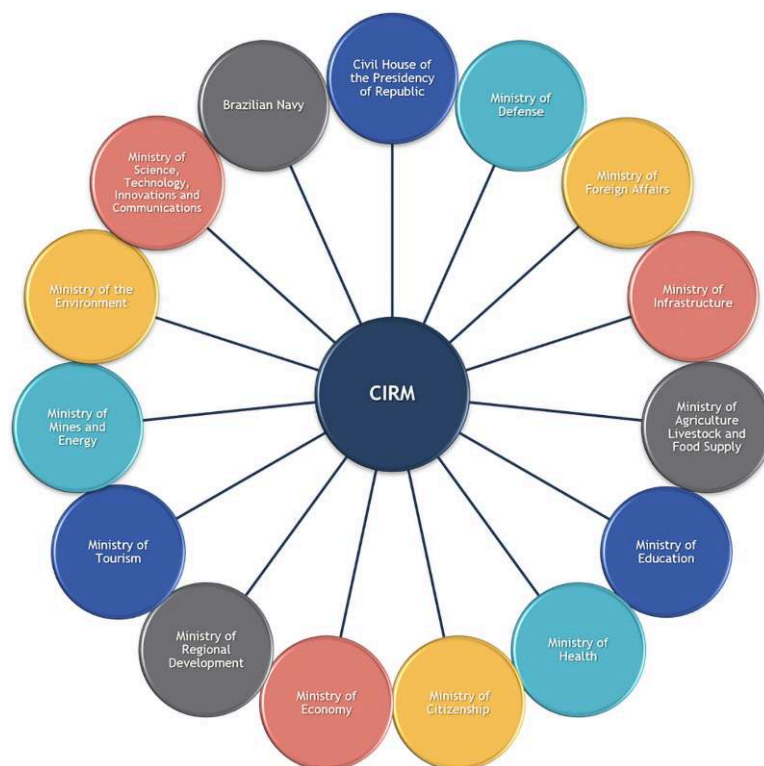 Civil House of
the Presidency
of Republic
Ministry of
Defense
Ministry of
Foreign Affairs
Ministry of
Infrastructure
Ministry of
Agriculture
Livestock and
Food Supply
Ministry of
Education
Ministry of
Health
Ministry of
Citizenship
Ministry of
Economy
Ministry of
Regional
Development
Ministry of
Tourism
Ministry of
Mines and
Energy
Ministry of the
Environment
Ministry of
Science,
Technology,
Innovations and
Communications
Brazilian Navy
CIRM